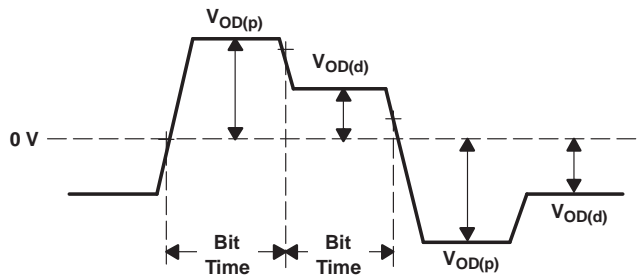 VOD(p)
VOD(d)
0 V
Bit
Time
Bit
Time
VOD(p)
VOD(d)